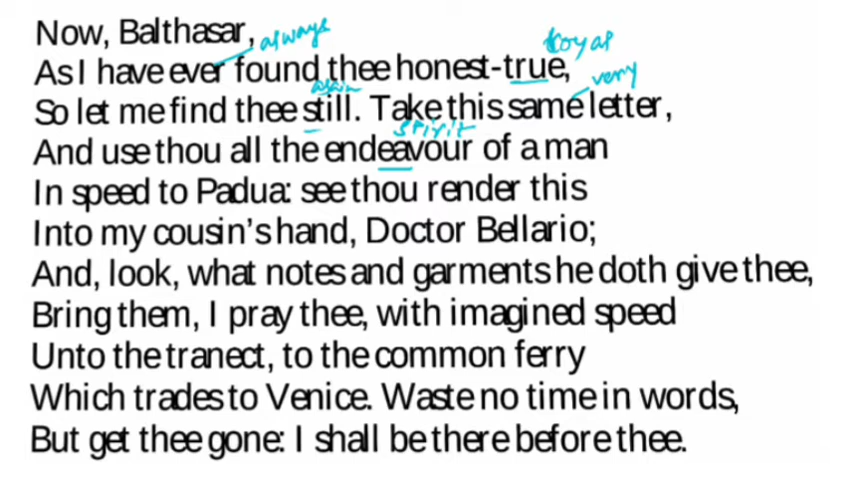 Now, Balthasar,
always
loyal
As I have ever found thee honest-true,
again
very
So let me find thee still. Take this same letter,
spirit
And use thou all the endeavour of a man
In speed to Padua: see thou render this
Into my cousin's hand, Doctor Bellario;
And, look, what notes and garments he doth give thee,
Bring them, I pray thee, with imagined speed
Unto the tranect, to the common ferry
Which trades to Venice. Waste no time in words,
But get thee gone: I shall be there before thee.